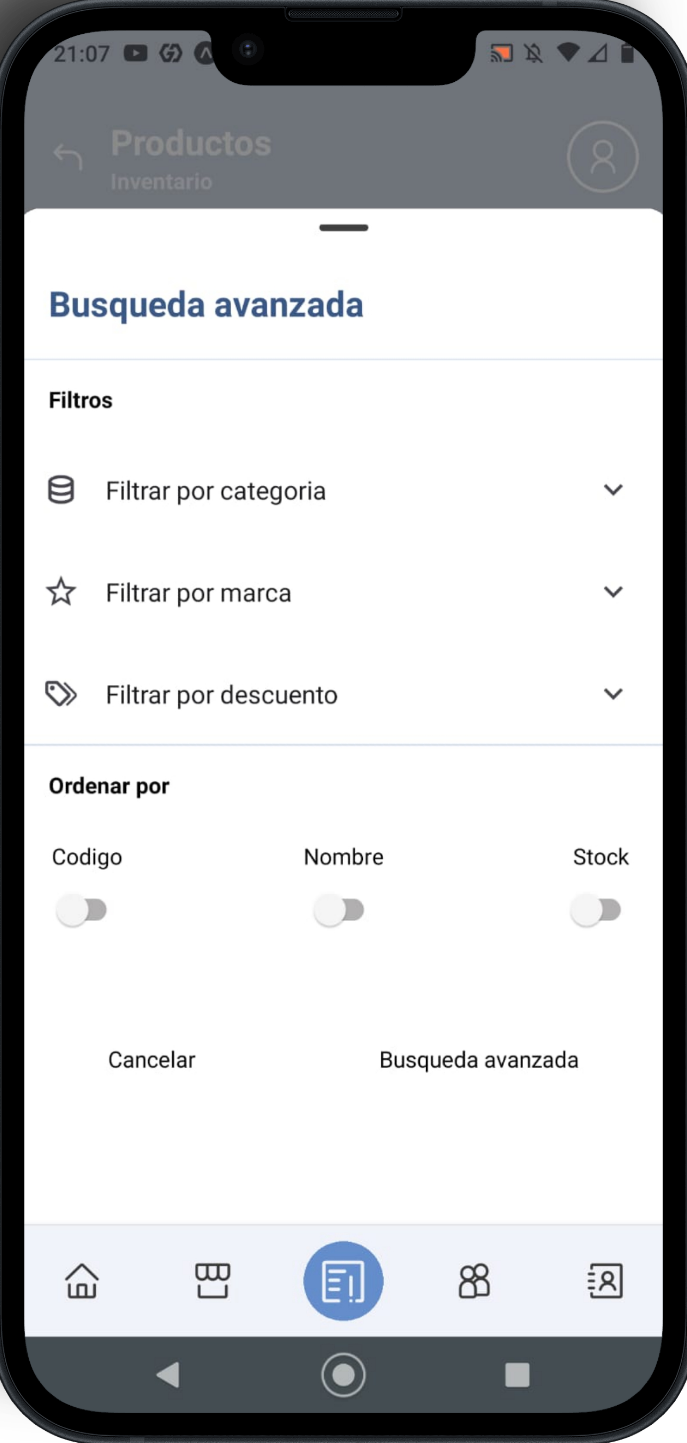 21:07
Productos
Inventario
Busqueda avanzada
Filtros
Filtrar por categoria
Filtrar por marca
Filtrar por descuento
Ordenar por
Codigo Nombre Stock
Cancelar Busqueda avanzada